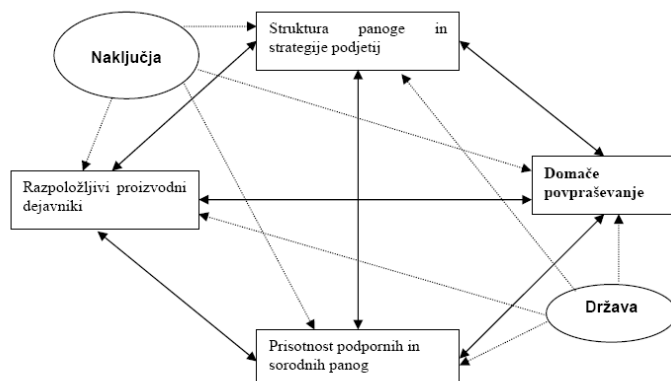 Struktura panoge in
strategije podjetij
Naključja
Razpoložljivi proizvodni
dejavniki
Domače
povpraševanje
Država
Prisotnost podpornih in
sorodnih panog